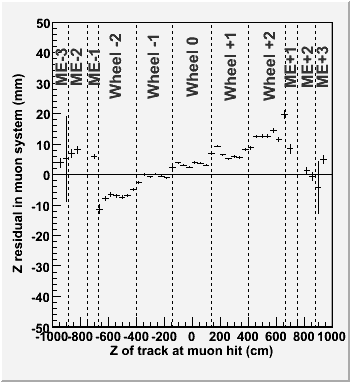 50
40
30
20
10
0
-10
-20
-30
-40
-50
Z residual in muon system (mm)
ME-3
ME-2
ME-1
Wheel -2
Wheel -1
Wheel 0
Wheel +1
Wheel +2
ME+1
ME+2
ME+3
-1000 -800 -600 -400 -200 0 200 400 600 800 1000
Z of track at muon hit (cm)